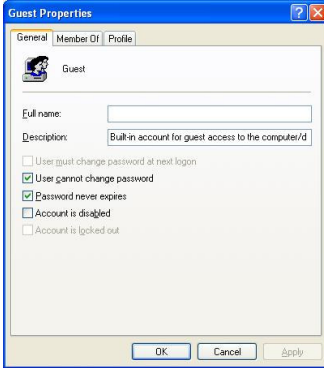 Guest Properties
General Member Of Profile
Guest
Full name:
Description: Built-in account for guest access to the computer/d
User must change password at next logon
User cannot change password
Password never expires
Account is disabled
Account is locked out
OK Cancel Apply